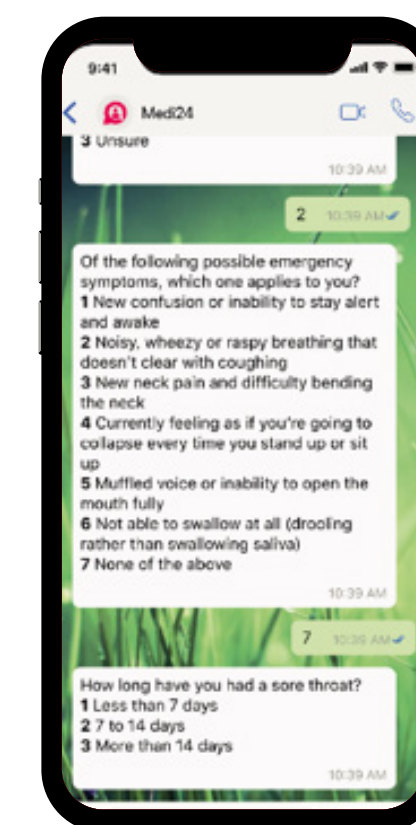 9:41
Medi24
3 Unsure
10:39 AM
2 10:39 AM
Of the following possible emergency
symptoms, which one applies to you?
1 New confusion or inability to stay alert
and awake
2 Noisy, wheezy or raspy breathing that
doesn't clear with coughing
3 New neck pain and difficulty bending
the neck
4 Currently feeling as if you're going to
collapse every time you stand up or sit
up
5 Muffled voice or inability to open the
mouth fully
6 Not able to swallow at all (drooling
rather than swallowing saliva)
7 None of the above
10:39 AM
7 10:39 AM
How long have you had a sore throat?
1 Less than 7 days
2 7 to 14 days
3 More than 14 days
10:39 AM